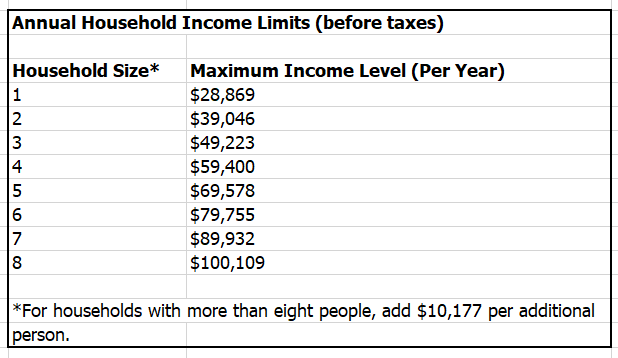 Annual Household Income Limits (before taxes)
Household Size* Maximum Income Level (Per Year)
1 $28,869
2 $39,046
3 $49,223
4 $59,400
5 $69,578
6 $79,755
7 $89,932
8 $100,109
*For households with more than eight people, add $10,177 per additional
person.